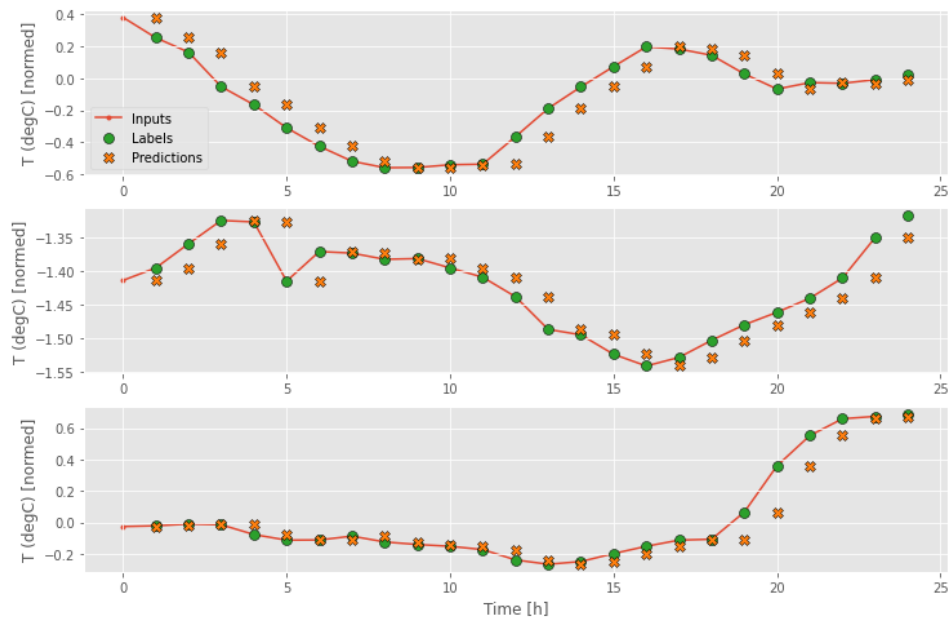 T (degC) [normed]
0.4
0.2
0.0
−0.2
−0.4
−0.6
Inputs
Labels
Predictions
0 5 10 15 20 25
T (degC) [normed]
−1.35
−1.40
−1.45
−1.50
−1.55
0 5 10 15 20 25
T (degC) [normed]
0.6
0.4
0.2
0.0
−0.2
0 5 10 15 20 25
Time [h]